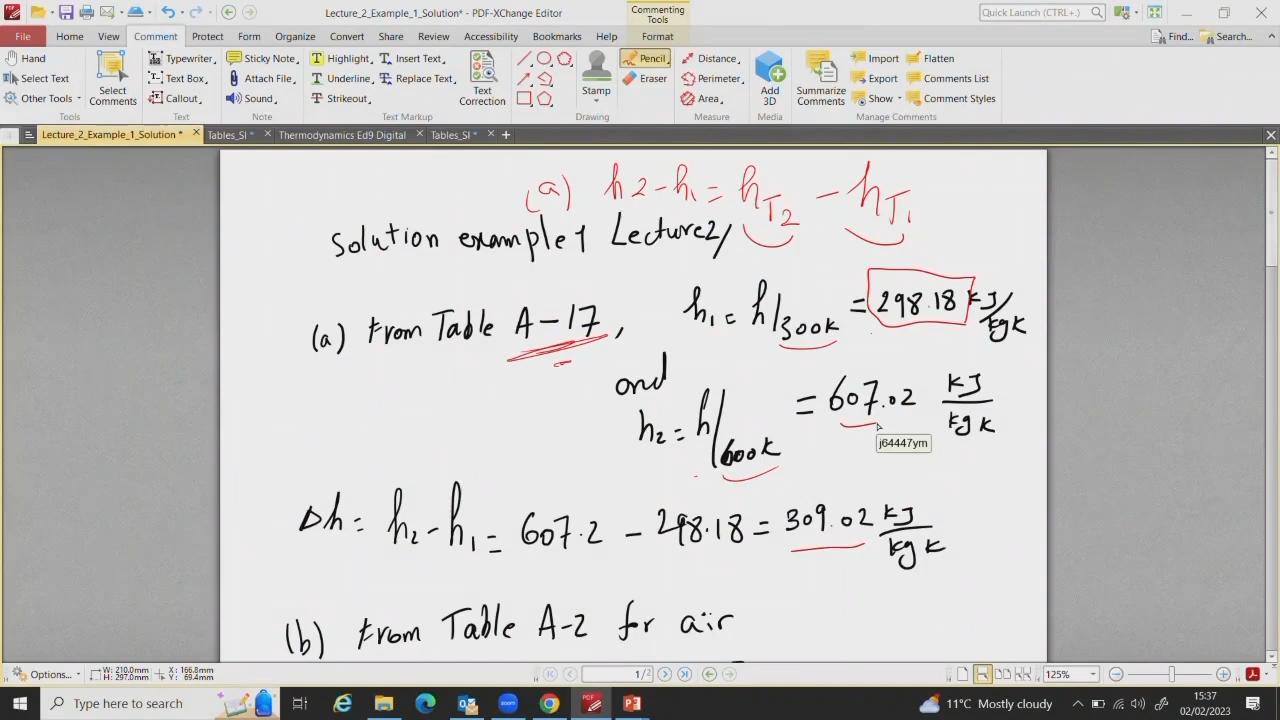 Lecture_2_Example_1_Solution* - PDF-XChange Editor
Commenting Tools
Quick Launch (CTRL+.)
File Home View Comment Protect Form Organize Convert Share Review Accessibility Bookmarks Help Format
Find... Search...
Hand
Select Text
Other Tools
Tools
Select Comments
Typewriter
Text Box
Callout
Text
Sticky Note
Attach File
Sound
Note
Highlight
Underline
Strikeout
Insert Text
Replace Text
Text Correction
Text Markup
Pencil
Eraser
Drawing
Stamp
Distance
Perimeter
Area
Measure
Add 3D
Media
Summarize Comments
Import
Export
Show
Flatten
Comments List
Comment Styles
Manage Comments
Lecture_2_Example_1_Solution * Tables_SI * Thermodynamics Ed9 Digital Tables_SI *
(a) h2-h1 = hT2 - hT1
Solution example 1 Lecture 2/
(a) from Table A-17, h1 = h/300K = 298.18 kJ/kgK
and
h2 = h/600K = 607.02 kJ/kgK
j64447ym
Δh = h2-h1 = 607.2 - 298.18 = 309.02 kJ/kgK
(b) from Table A-2 for air
Options... W: 210.0mm H: 297.0mm X: 166.8mm Y: 69.4mm 1/2 125%
Type here to search zoom 11°C Mostly cloudy 15:37 02/02/2023